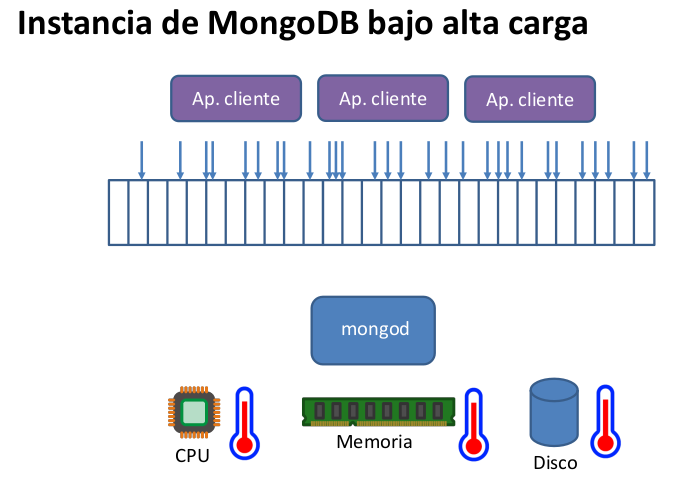 Instancia de MongoDB bajo alta carga
Ap. cliente
Ap. cliente
Ap. cliente
mongod
CPU
Memoria
Disco